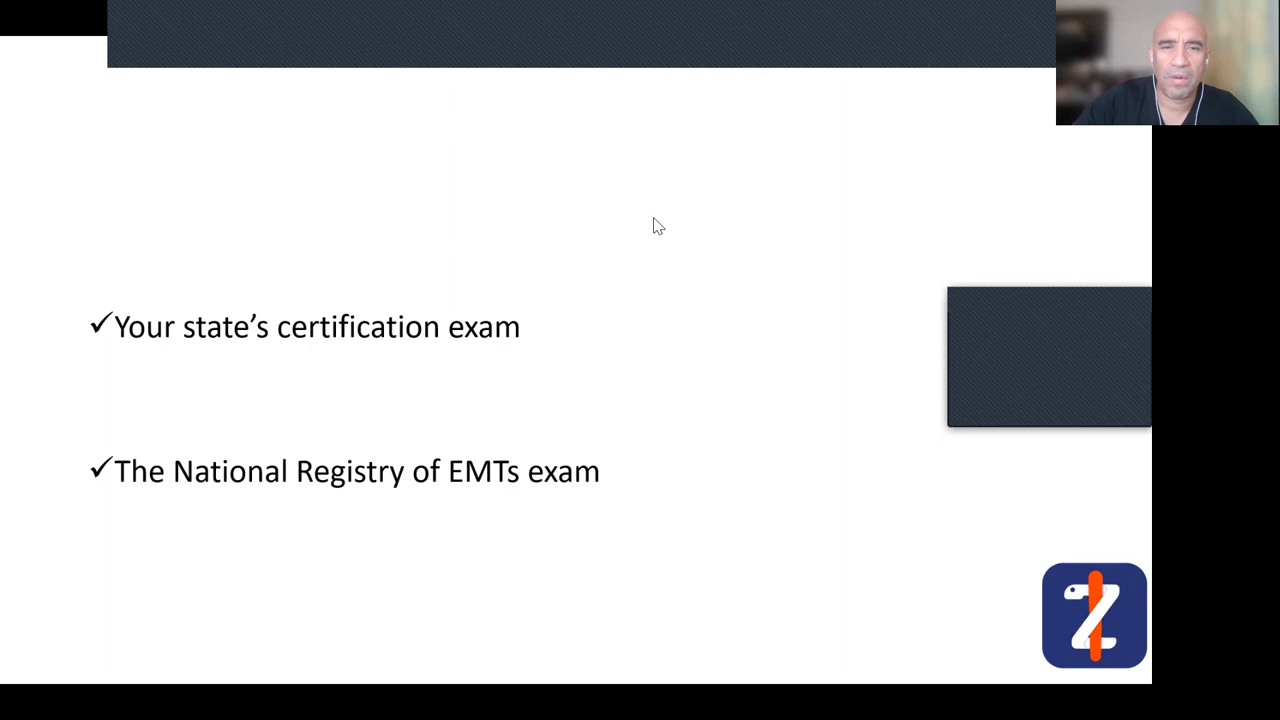 ✓Your state’s certification exam
✓The National Registry of EMTs exam